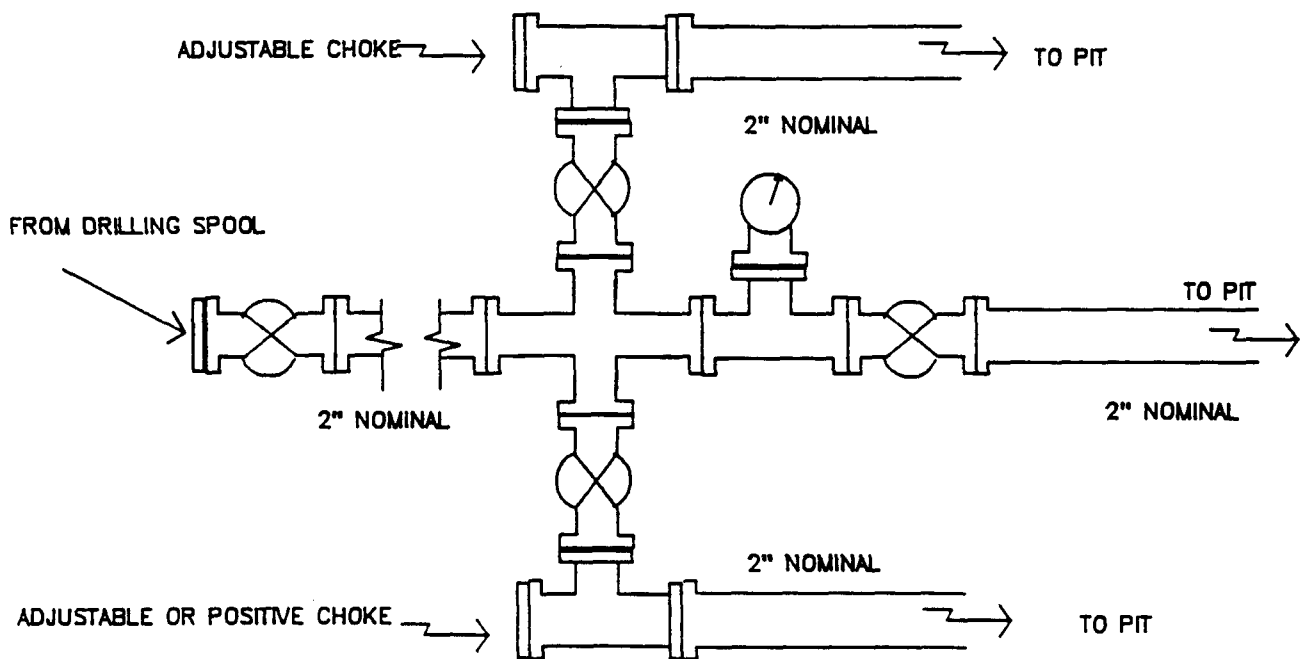 ADJUSTABLE CHOKE
TO PIT
2" NOMINAL
FROM DRILLING SPOOL
TO PIT
2" NOMINAL
2" NOMINAL
2" NOMINAL
ADJUSTABLE OR POSITIVE CHOKE
TO PIT